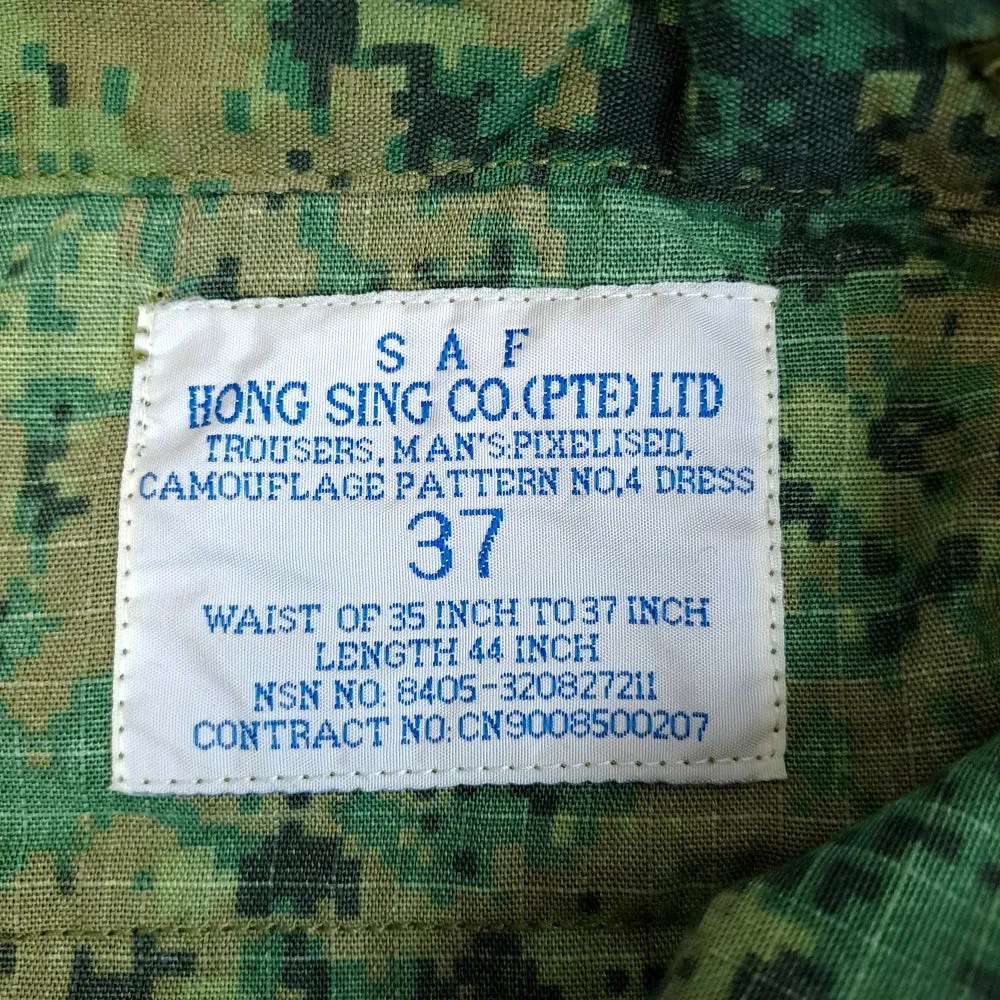 S A F
HONG SING CO.(PTE) LTD
TROUSERS, MAN'S:PIXELISED,
CAMOUFLAGE PATTERN NO,4 DRESS
37
WAIST OF 35 INCH TO 37 INCH
LENGTH 44 INCH
NSN NO: 8405-320827211
CONTRACT NO: CN9008500207